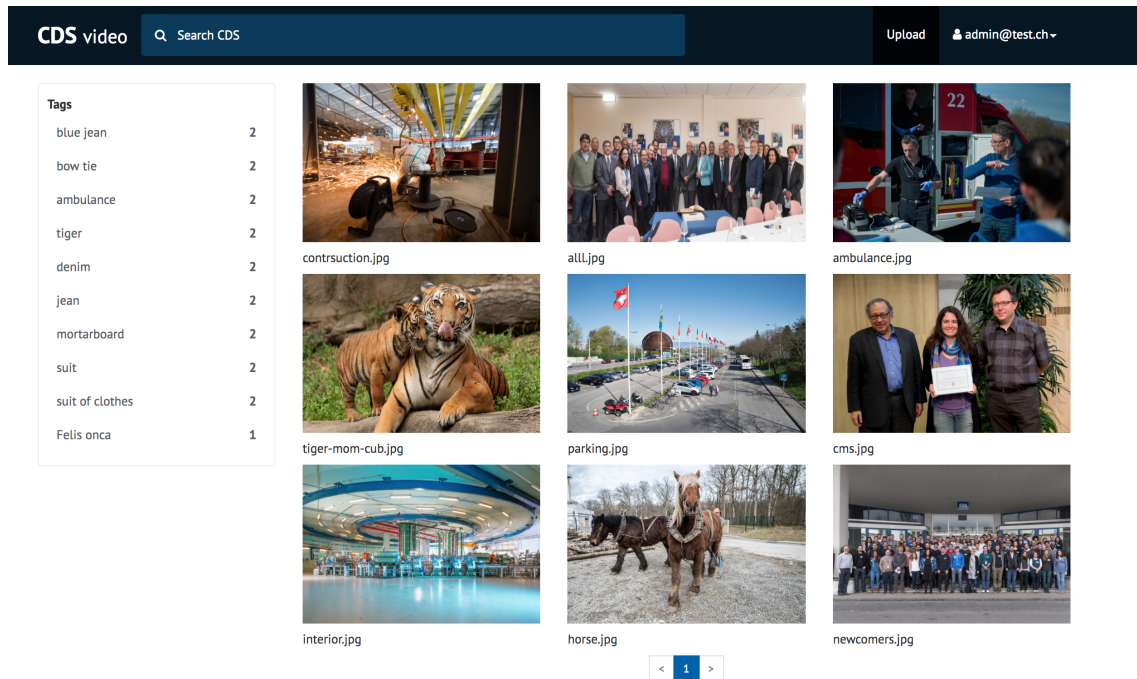 CDS video
Search CDS
Upload
admin@test.ch
Tags
blue jean 2
bow tie 2
ambulance 2
tiger 2
denim 2
jean 2
mortarboard 2
suit 2
suit of clothes 2
Felis onca 1
22
contrsuction.jpg
alll.jpg
ambulance.jpg
tiger-mom-cub.jpg
parking.jpg
cms.jpg
interior.jpg
horse.jpg
newcomers.jpg
< 1 >